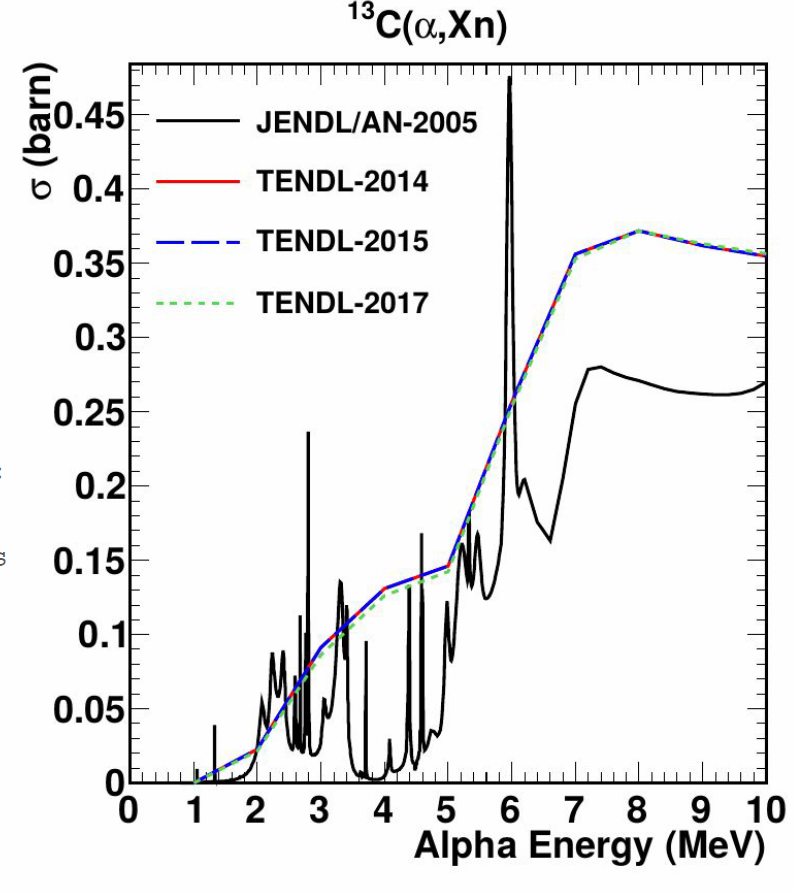 ¹³C(α,Xn)
σ (barn)
0.45
0.4
0.35
0.3
0.25
0.2
0.15
0.1
0.05
0
JENDL/AN-2005
TENDL-2014
TENDL-2015
TENDL-2017
0 1 2 3 4 5 6 7 8 9 10
Alpha Energy (MeV)